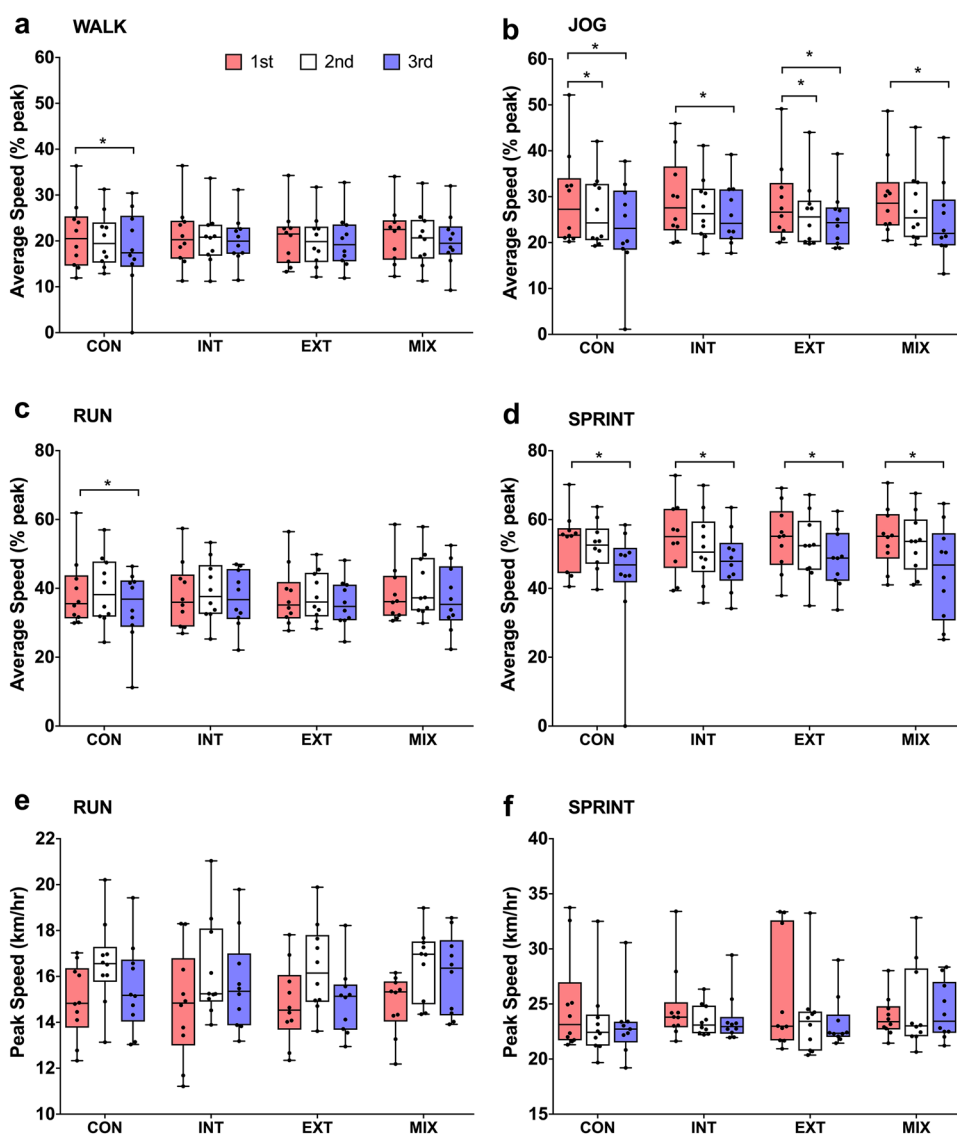 a WALK
1st 2nd 3rd
Average Speed (% peak)
60
50
40
30
20
10
0
*
CON INT EXT MIX
b JOG
Average Speed (% peak)
60
50
40
30
20
10
0
* * * * * *
CON INT EXT MIX
c RUN
Average Speed (% peak)
80
60
40
20
0
*
CON INT EXT MIX
d SPRINT
Average Speed (% peak)
80
60
40
20
0
* * * *
CON INT EXT MIX
e RUN
Peak Speed (km/hr)
22
20
18
16
14
12
10
CON INT EXT MIX
f SPRINT
Peak Speed (km/hr)
40
35
30
25
20
15
CON INT EXT MIX